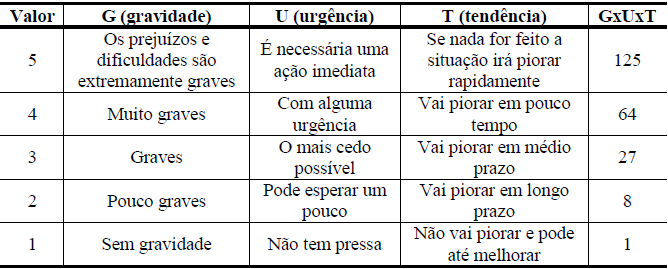 Valor G (gravidade) U (urgência) T (tendência) GxUxT
5
Os prejuízos e
dificuldades são
extremamente graves
É necessária uma
ação imediata
Se nada for feito a
situação irá piorar
rapidamente
125
4
Muito graves
Com alguma
urgência
Vai piorar em pouco
tempo
64
3
Graves
O mais cedo
possível
Vai piorar em médio
prazo
27
2
Pouco graves
Pode esperar um
pouco
Vai piorar em longo
prazo
8
1
Sem gravidade
Não tem pressa
Não vai piorar e pode
até melhorar
1